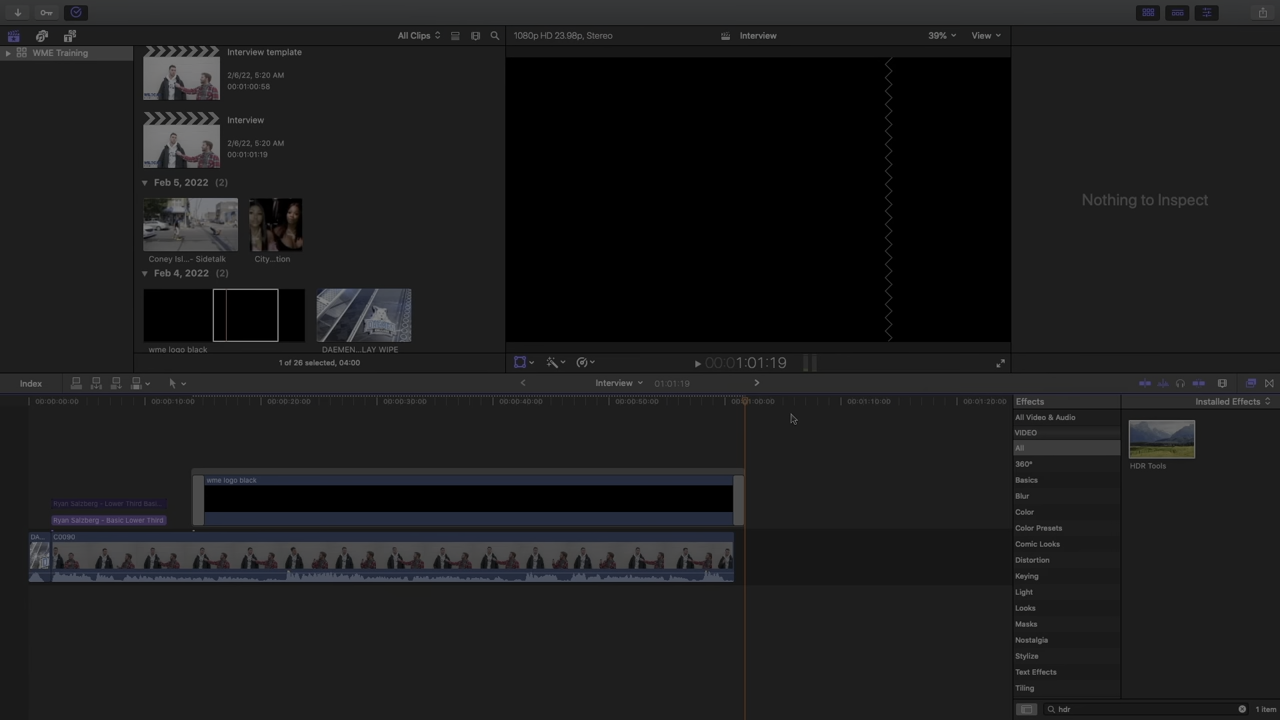 All Clips
1080p HD 23.98p, Stereo
Interview
39%
View
WME Training
Interview template
2/6/22, 5:20 AM
00:01:00:58
Interview
2/6/22, 5:20 AM
00:01:01:19
Feb 5, 2022 (2)
Coney Isl...- Sidetalk
City...tion
Feb 4, 2022 (2)
wme logo black
DAEMEN...LAY WIPE
1 of 26 selected, 04:00
Nothing to Inspect
00:01:01:19
Index
Interview
01:01:19
00:00:00:00
00:00:10:00
00:00:20:00
00:00:30:00
00:00:40:00
00:00:50:00
00:01:00:00
00:01:10:00
00:01:20:00
wme logo black
Ryan Salzberg - Lower Third Basi...
Ryan Salzberg - Basic Lower Third
DA...
C0090
Effects
Installed Effects
All Video & Audio
VIDEO
All
360°
Basics
Blur
Color
Color Presets
Comic Looks
Distortion
Keying
Light
Looks
Masks
Nostalgia
Stylize
Text Effects
Tiling
HDR Tools
hdr
1 item